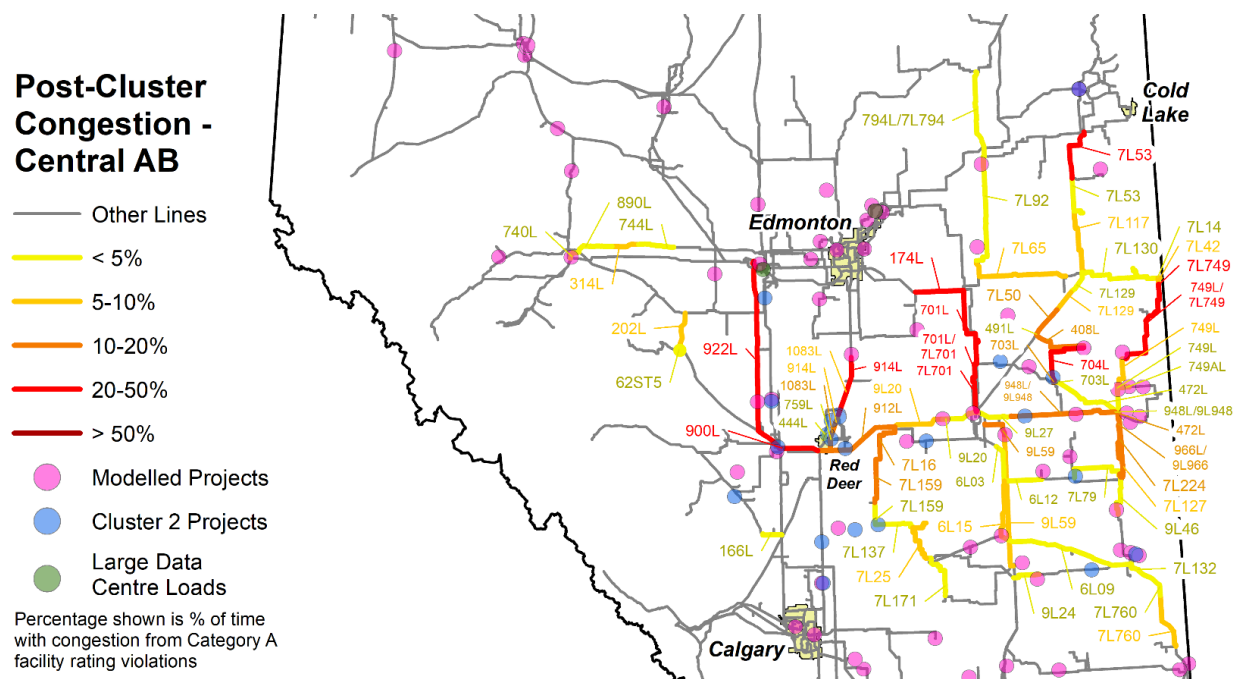 Post-Cluster
Congestion -
Central AB
Other Lines
< 5%
5-10%
10-20%
20-50%
> 50%
Modelled Projects
Cluster 2 Projects
Large Data
Centre Loads
Percentage shown is % of time
with congestion from Category A
facility rating violations
Cold
Lake
794L/7L794
7L53
7L92
7L53
890L
Edmonton
744L
740L
7L117
7L14
7L42
7L65
7L130
7L749
174L
314L
7L50
7L129
7L129
749L/
7L749
701L
202L
491L
408L
701L/
7L701
703L
749L
922L
1083L
7L701
704L
749L
914L
914L
703L
749AL
62ST5
1083L
9L20
948L/
9L948
472L
759L
912L
948L/9L948
444L
900L
9L27
472L
9L59
966L/
9L966
Red
Deer
7L16
9L20
7L159
6L03
7L224
6L12
7L79
7L127
7L159
6L15
9L59
9L46
166L
7L137
7L25
7L132
6L09
7L171
9L24
7L760
7L760
Calgary